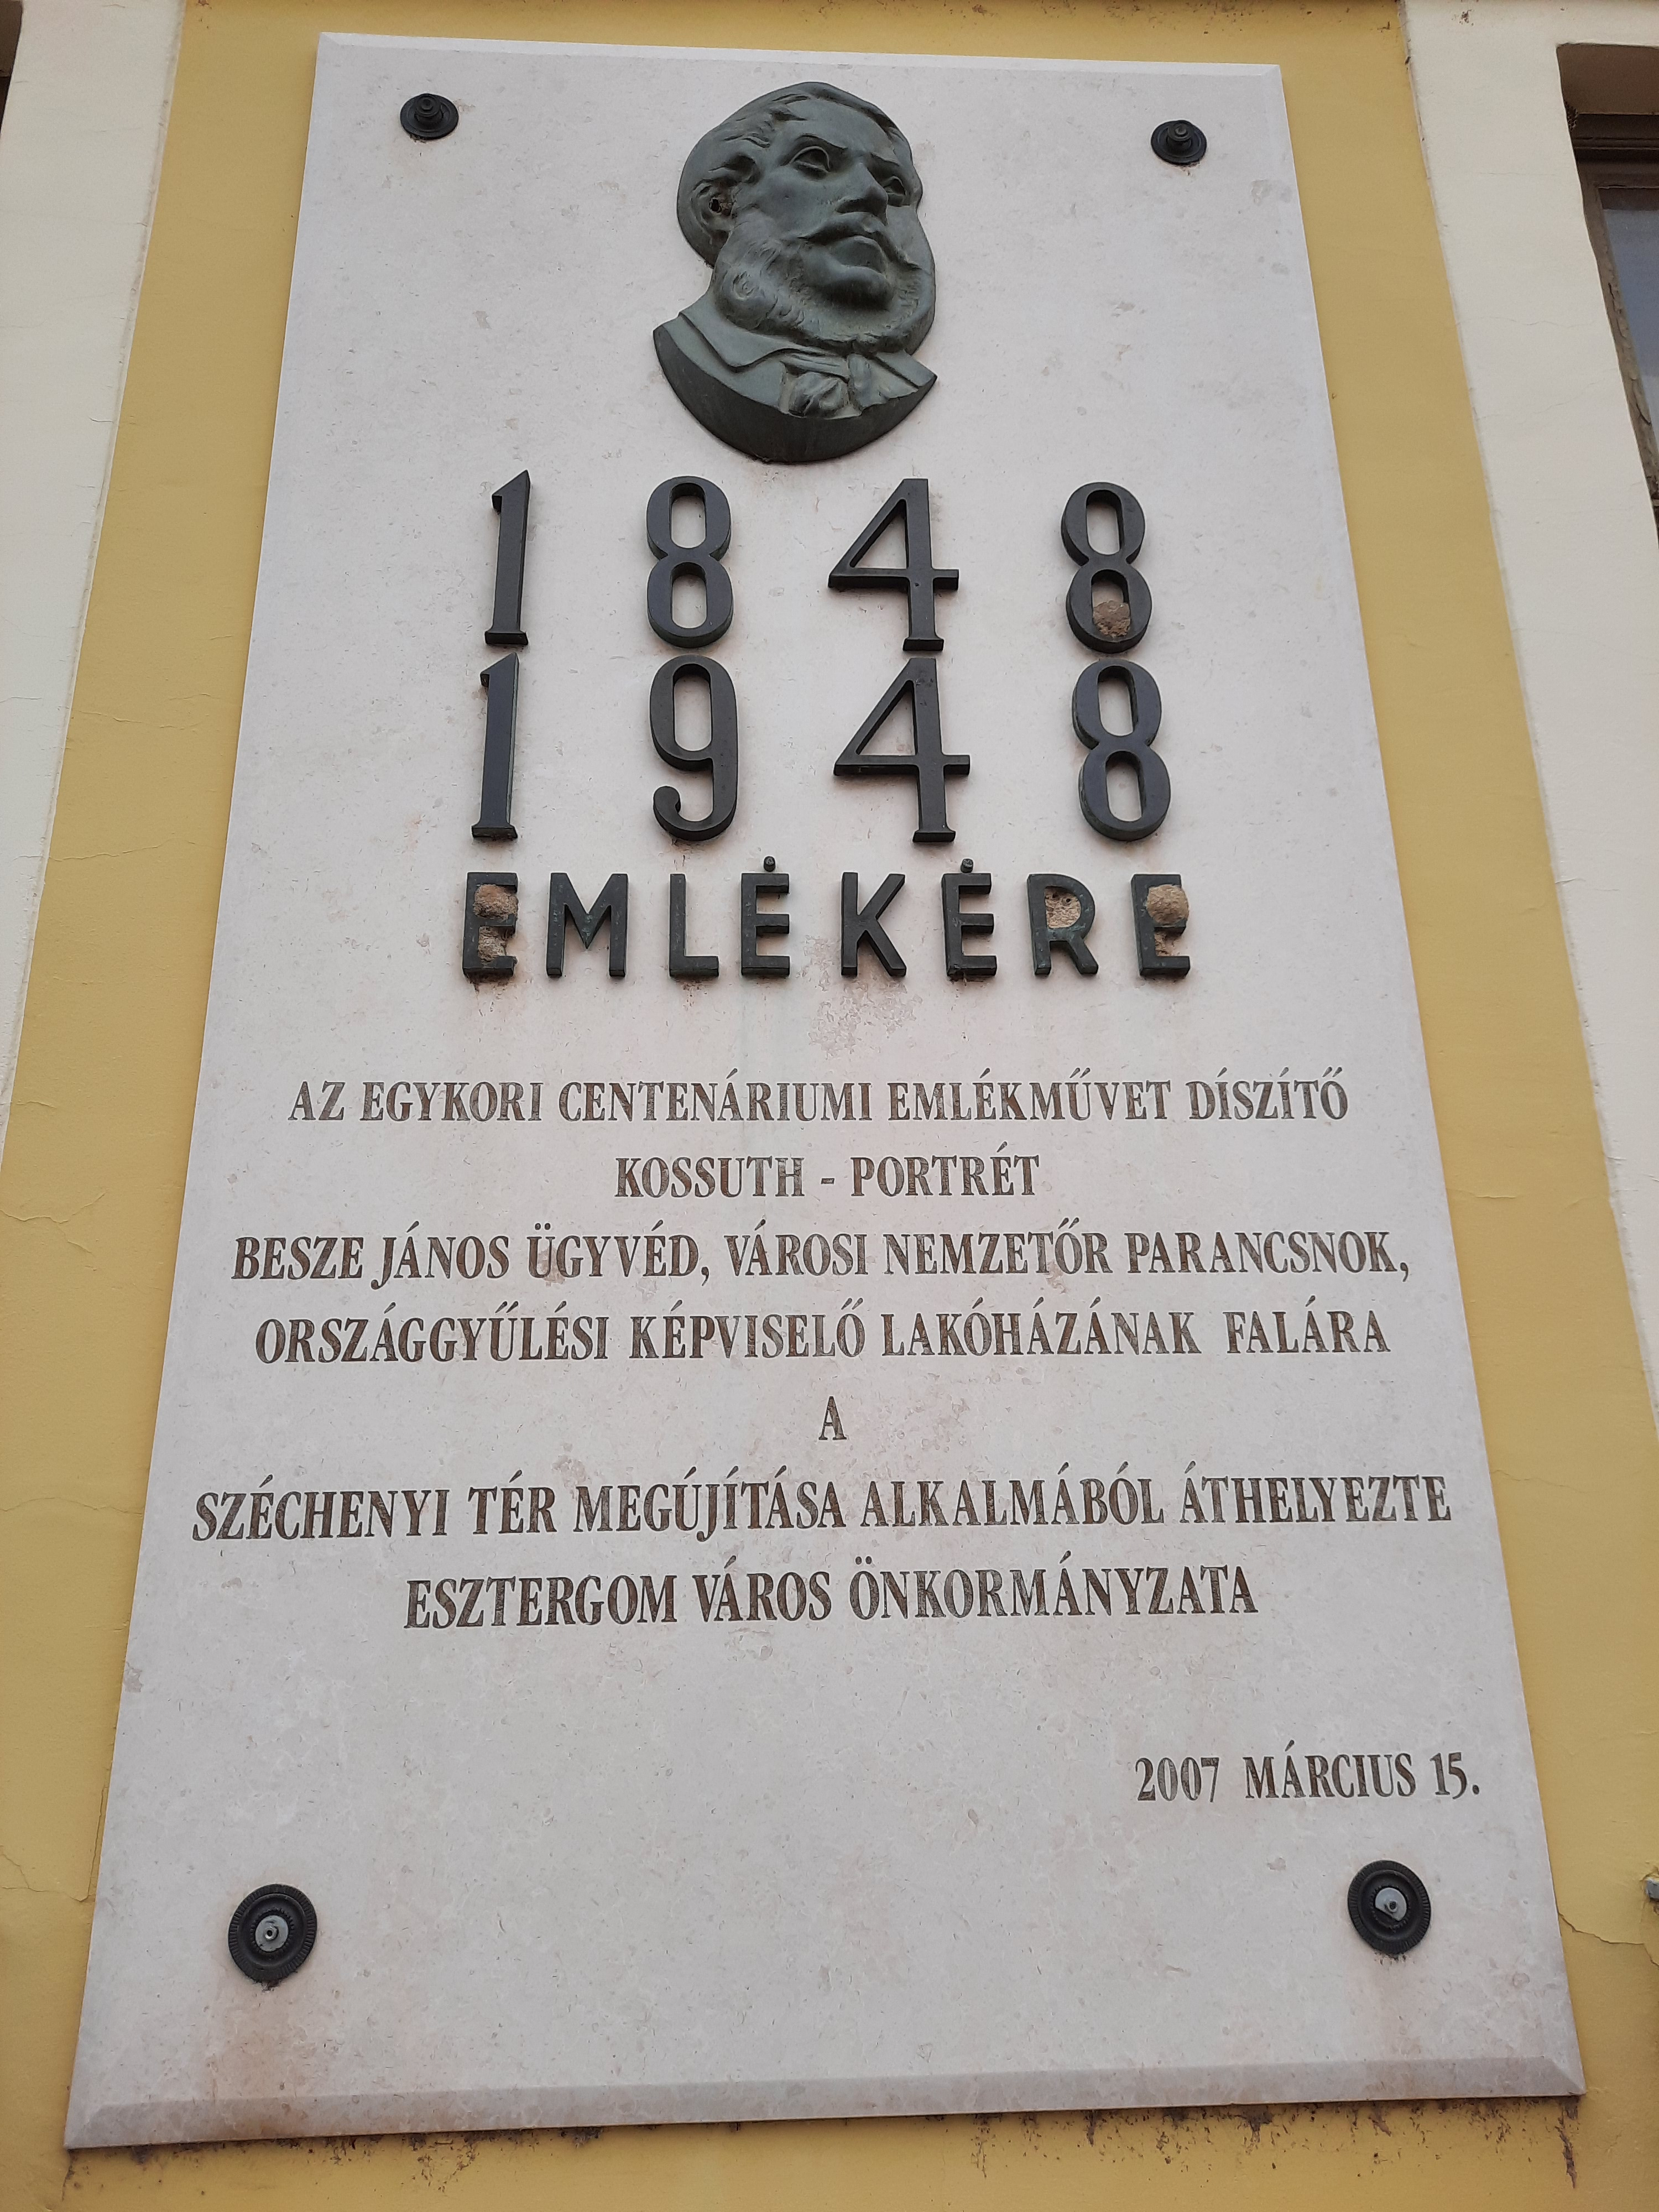 1848
1948
EMLÉKÉRE
AZ EGYKORI CENTENÁRIUMI EMLÉKMŰVET DÍSZÍTŐ
KOSSUTH - PORTRÉT
BESZE JÁNOS ÜGYVÉD, VÁROSI NEMZETŐR PARANCSNOK,
ORSZÁGGYŰLÉSI KÉPVISELŐ LAKÓHÁZÁNAK FALÁRA
A
SZÉCHENYI TÉR MEGÚJÍTÁSA ALKALMÁBÓL ÁTHELYEZTE
ESZTERGOM VÁROS ÖNKORMÁNYZATA
2007 MÁRCIUS 15.